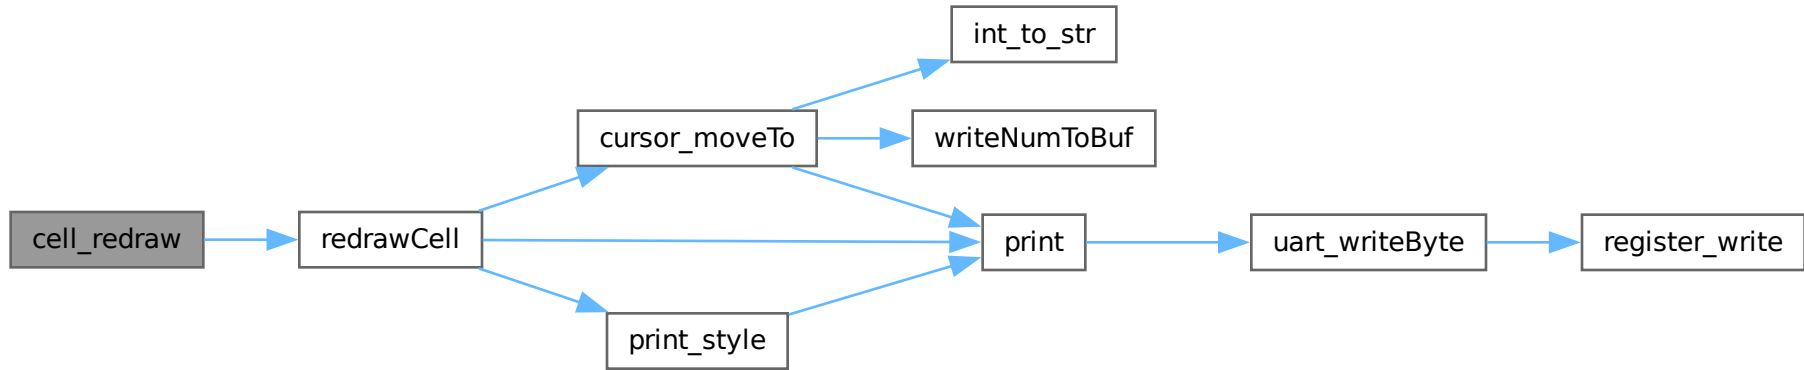 cell_redraw
redrawCell
cursor_moveTo
print_style
int_to_str
writeNumToBuf
print
uart_writeByte
register_write